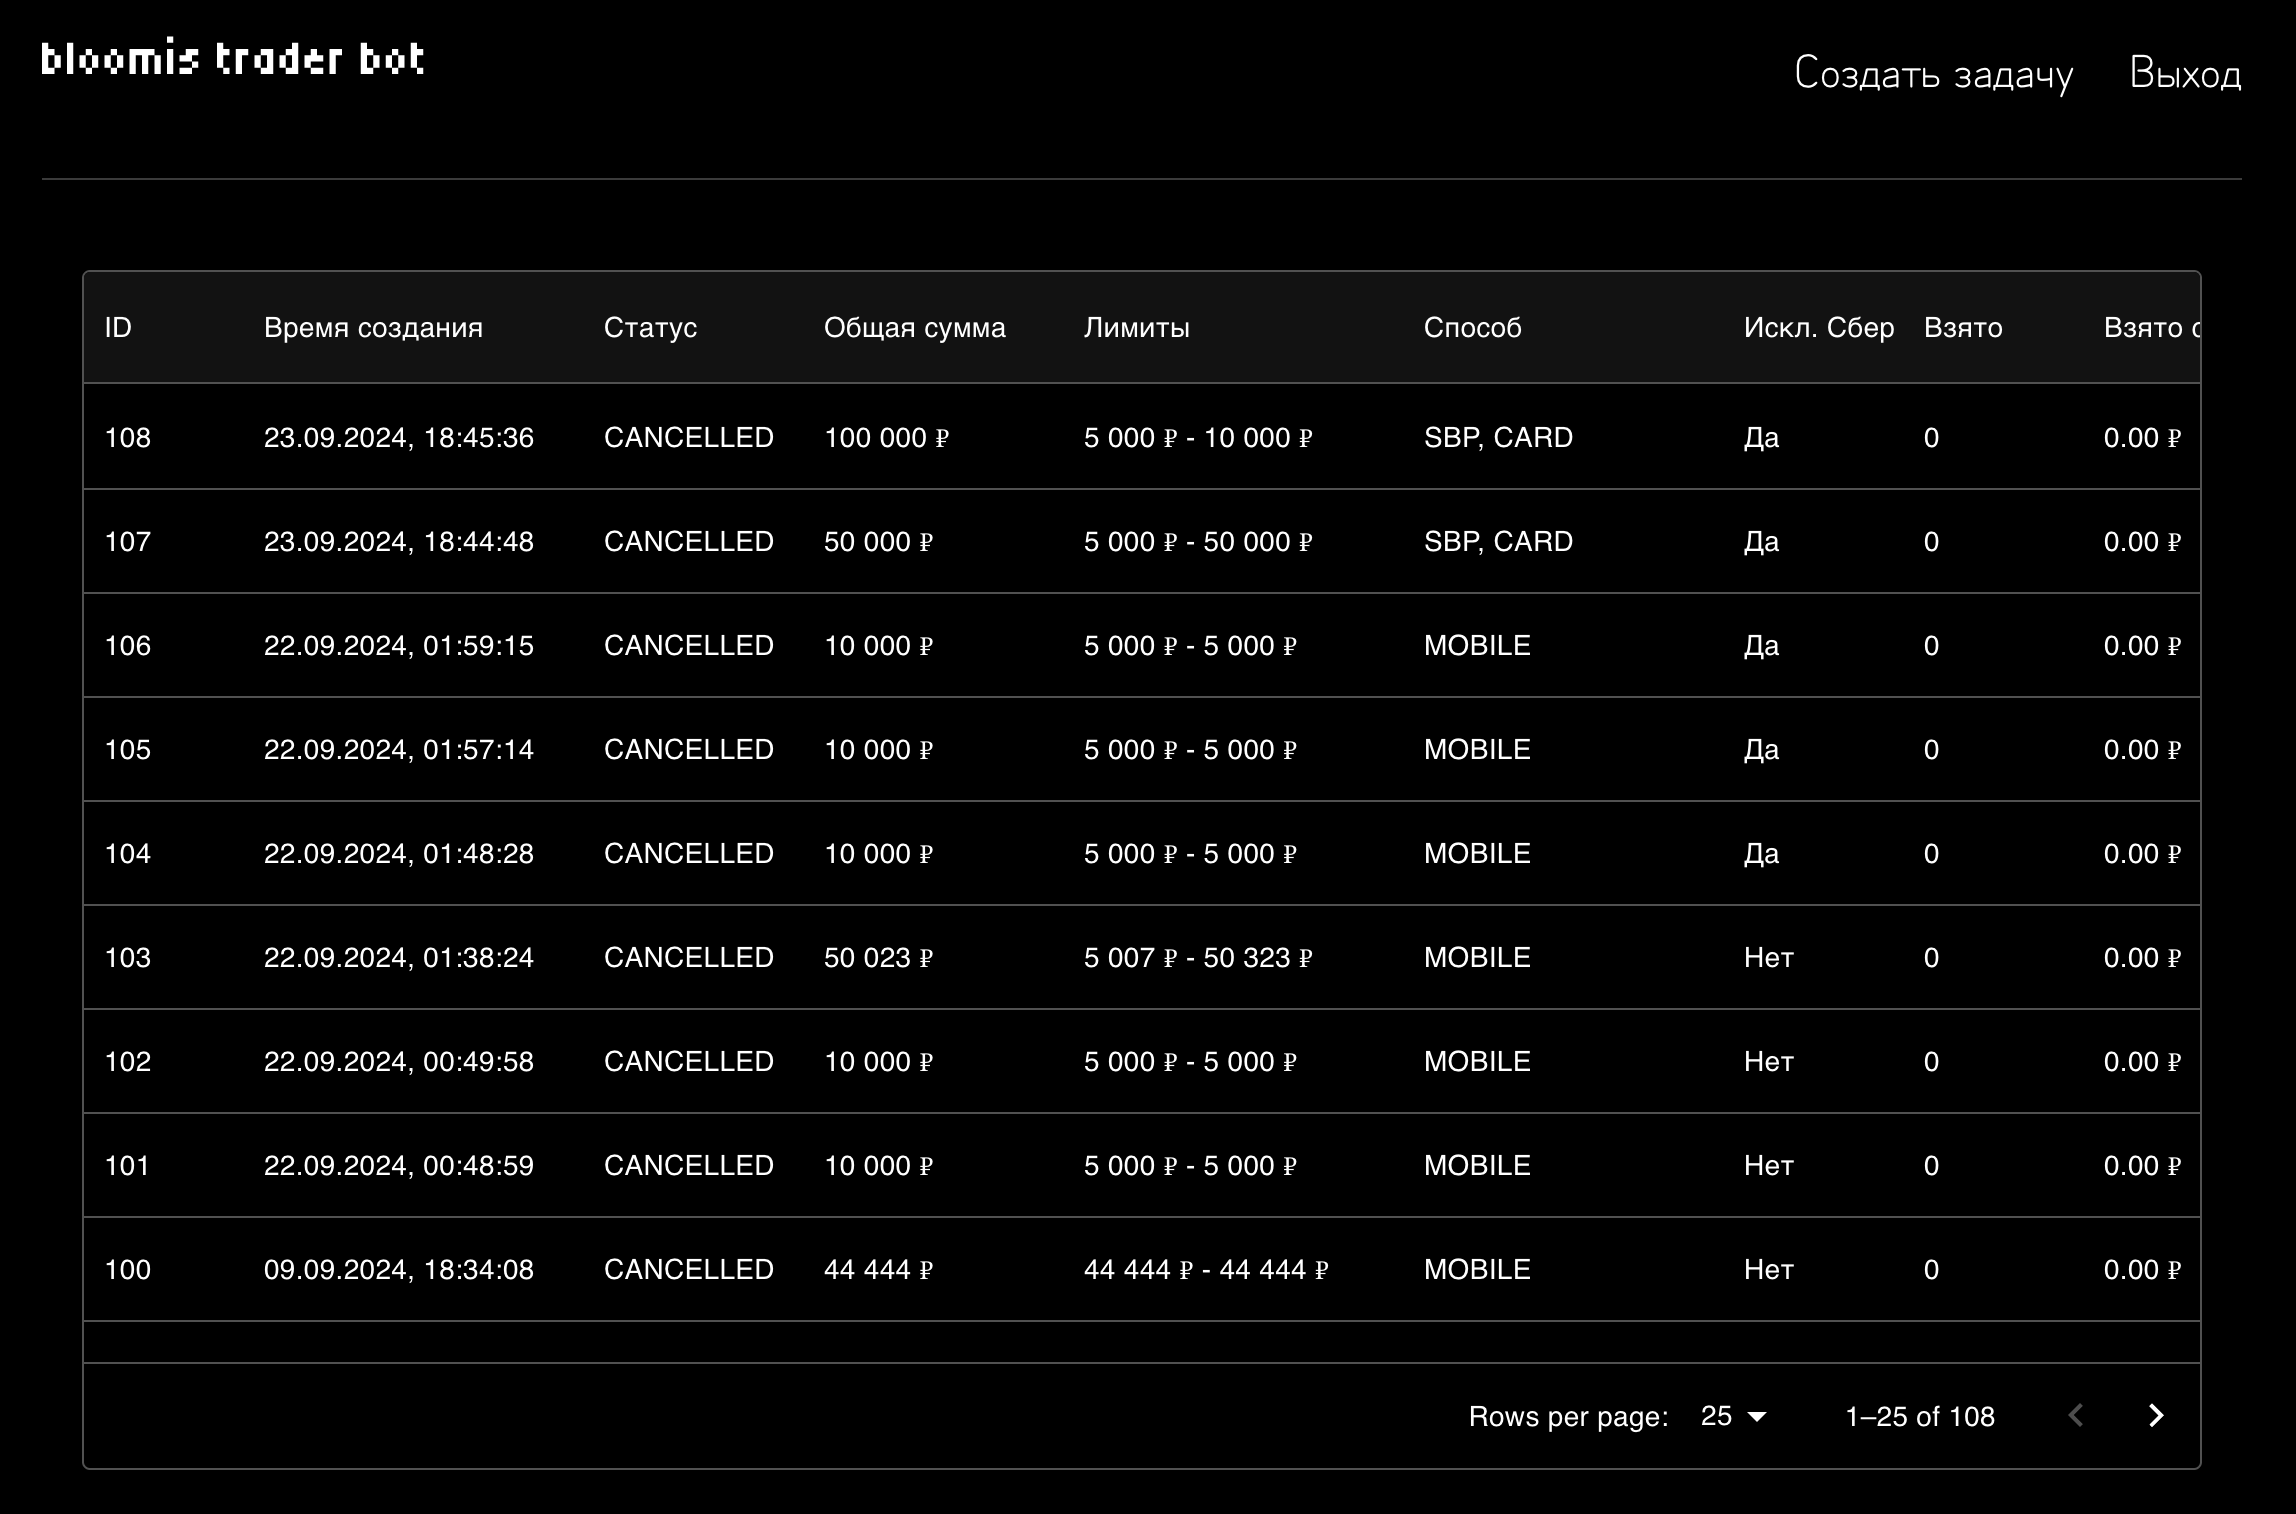 bloomis trader bot
Создать задачу Выход
ID Время создания Статус Общая сумма Лимиты Способ Искл. Сбер Взято Взято с
108 23.09.2024, 18:45:36 CANCELLED 100 000 ₽ 5 000 ₽ - 10 000 ₽ SBP, CARD Да 0 0.00 ₽
107 23.09.2024, 18:44:48 CANCELLED 50 000 ₽ 5 000 ₽ - 50 000 ₽ SBP, CARD Да 0 0.00 ₽
106 22.09.2024, 01:59:15 CANCELLED 10 000 ₽ 5 000 ₽ - 5 000 ₽ MOBILE Да 0 0.00 ₽
105 22.09.2024, 01:57:14 CANCELLED 10 000 ₽ 5 000 ₽ - 5 000 ₽ MOBILE Да 0 0.00 ₽
104 22.09.2024, 01:48:28 CANCELLED 10 000 ₽ 5 000 ₽ - 5 000 ₽ MOBILE Да 0 0.00 ₽
103 22.09.2024, 01:38:24 CANCELLED 50 023 ₽ 5 007 ₽ - 50 323 ₽ MOBILE Нет 0 0.00 ₽
102 22.09.2024, 00:49:58 CANCELLED 10 000 ₽ 5 000 ₽ - 5 000 ₽ MOBILE Нет 0 0.00 ₽
101 22.09.2024, 00:48:59 CANCELLED 10 000 ₽ 5 000 ₽ - 5 000 ₽ MOBILE Нет 0 0.00 ₽
100 09.09.2024, 18:34:08 CANCELLED 44 444 ₽ 44 444 ₽ - 44 444 ₽ MOBILE Нет 0 0.00 ₽
Rows per page: 25 1–25 of 108